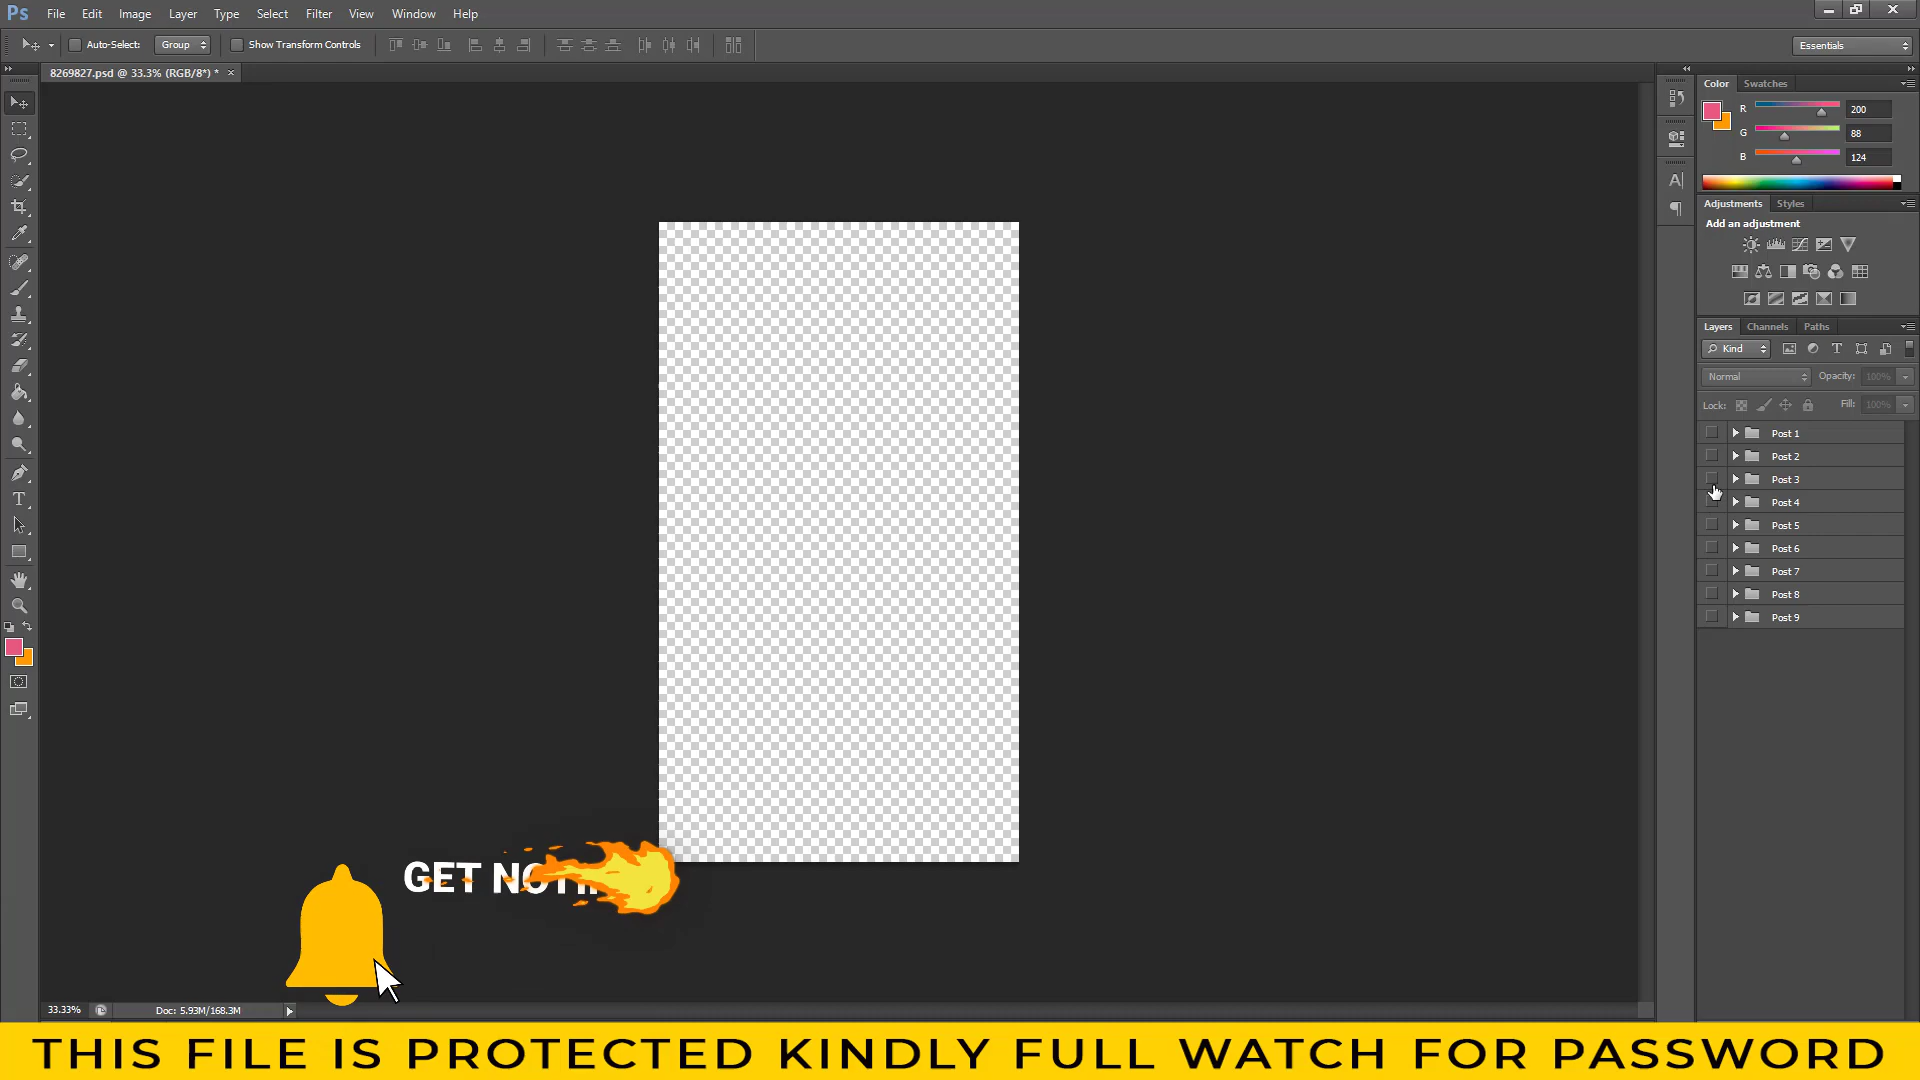 Ps File Edit Image Layer Type Select Filter View Window Help
Auto-Select: Group Show Transform Controls Essentials
8269827.psd @ 33.3% (RGB/8*) * ×
Color Swatches
R 200
G 88
B 124
Adjustments Styles
Add an adjustment
Layers Channels Paths
Kind
Normal Opacity: 100%
Lock: Fill: 100%
Post 1
Post 2
Post 3
Post 4
Post 5
Post 6
Post 7
Post 8
Post 9
GET NOTI
33.33% Doc: 5.93M/168.3M
THIS FILE IS PROTECTED KINDLY FULL WATCH FOR PASSWORD